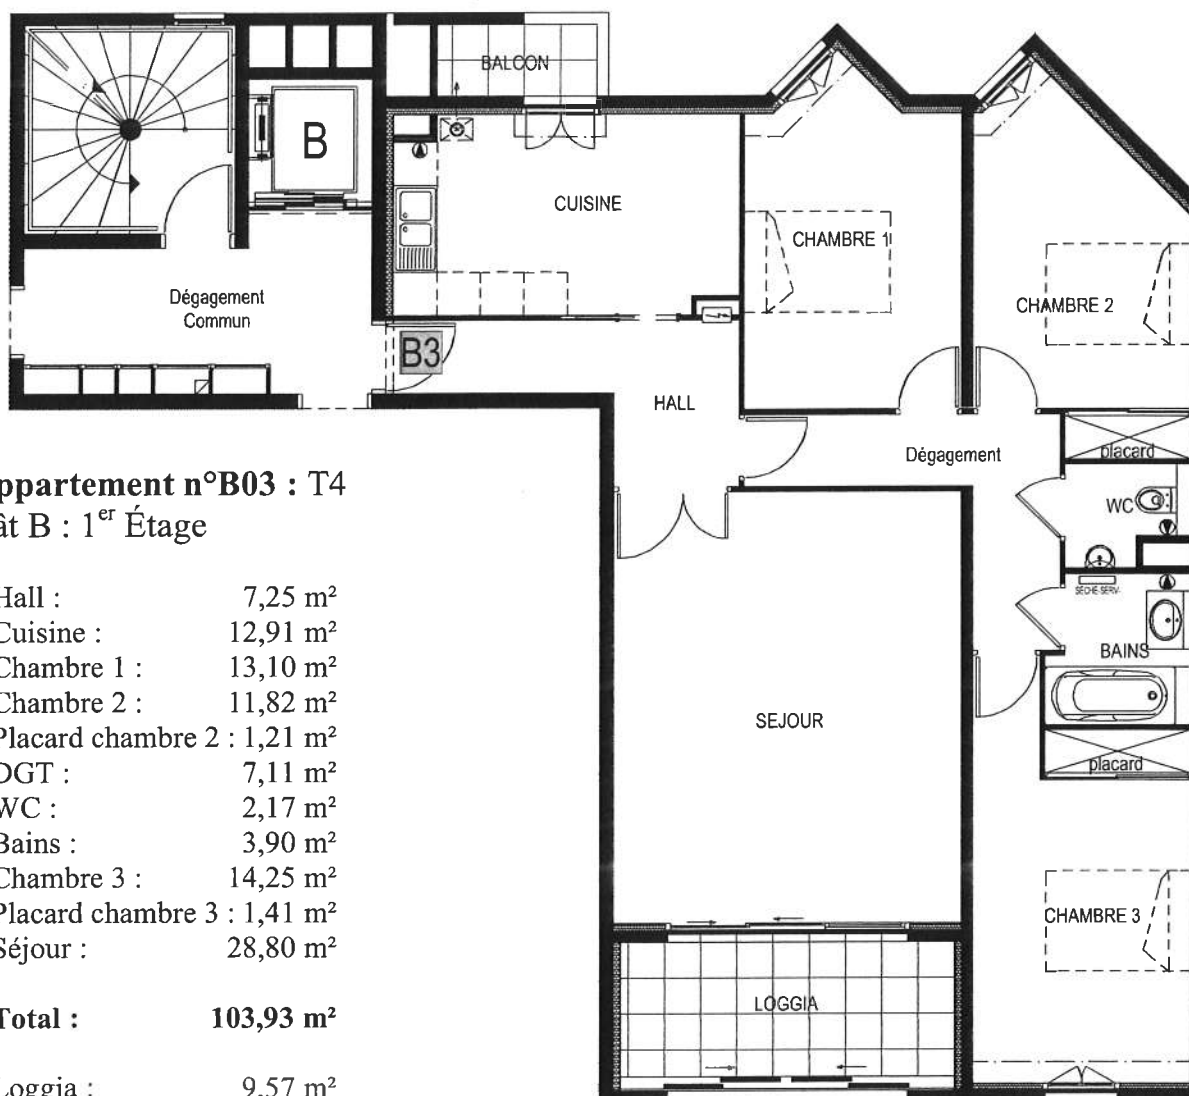 BALCON
B
CUISINE
CHAMBRE 1
CHAMBRE 2
Dégagement
Commun
B3
HALL
Dégagement
placard
WC
SÈCHE-SERV.
BAINS
SEJOUR
placard
CHAMBRE 3
LOGGIA
ppartement n°B03 : T4
ât B : 1er Étage
Hall : 7,25 m²
Cuisine : 12,91 m²
Chambre 1 : 13,10 m²
Chambre 2 : 11,82 m²
Placard chambre 2 : 1,21 m²
DGT : 7,11 m²
WC : 2,17 m²
Bains : 3,90 m²
Chambre 3 : 14,25 m²
Placard chambre 3 : 1,41 m²
Séjour : 28,80 m²
Total : 103,93 m²
Loggia : 9,57 m²